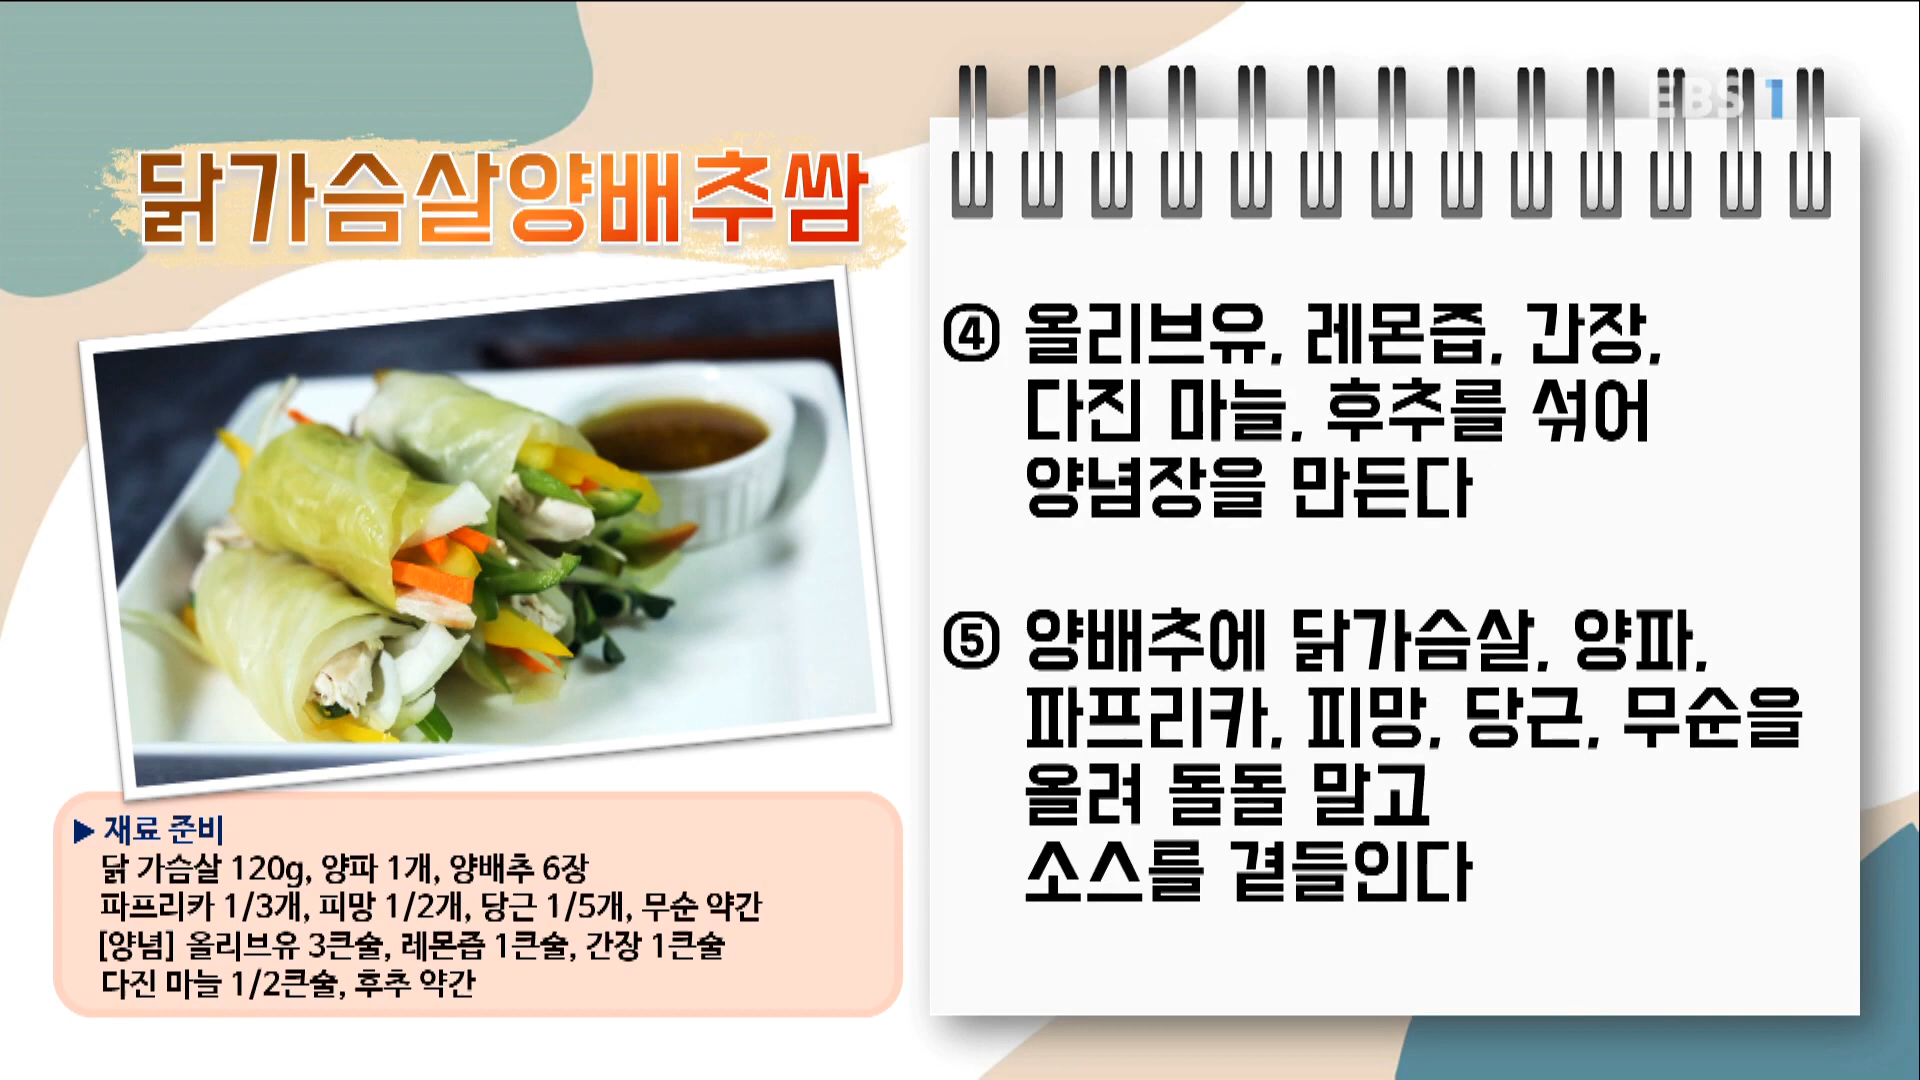 닭가슴살양배추쌈
EBS 1
④ 올리브유, 레몬즙, 간장,
다진 마늘, 후추를 섞어
양념장을 만든다
⑤ 양배추에 닭가슴살, 양파,
파프리카, 피망, 당근, 무순을
올려 돌돌 말고
소스를 곁들인다
▶ 재료 준비
닭 가슴살 120g, 양파 1개, 양배추 6장
파프리카 1/3개, 피망 1/2개, 당근 1/5개, 무순 약간
[양념] 올리브유 3큰술, 레몬즙 1큰술, 간장 1큰술
다진 마늘 1/2큰술, 후추 약간